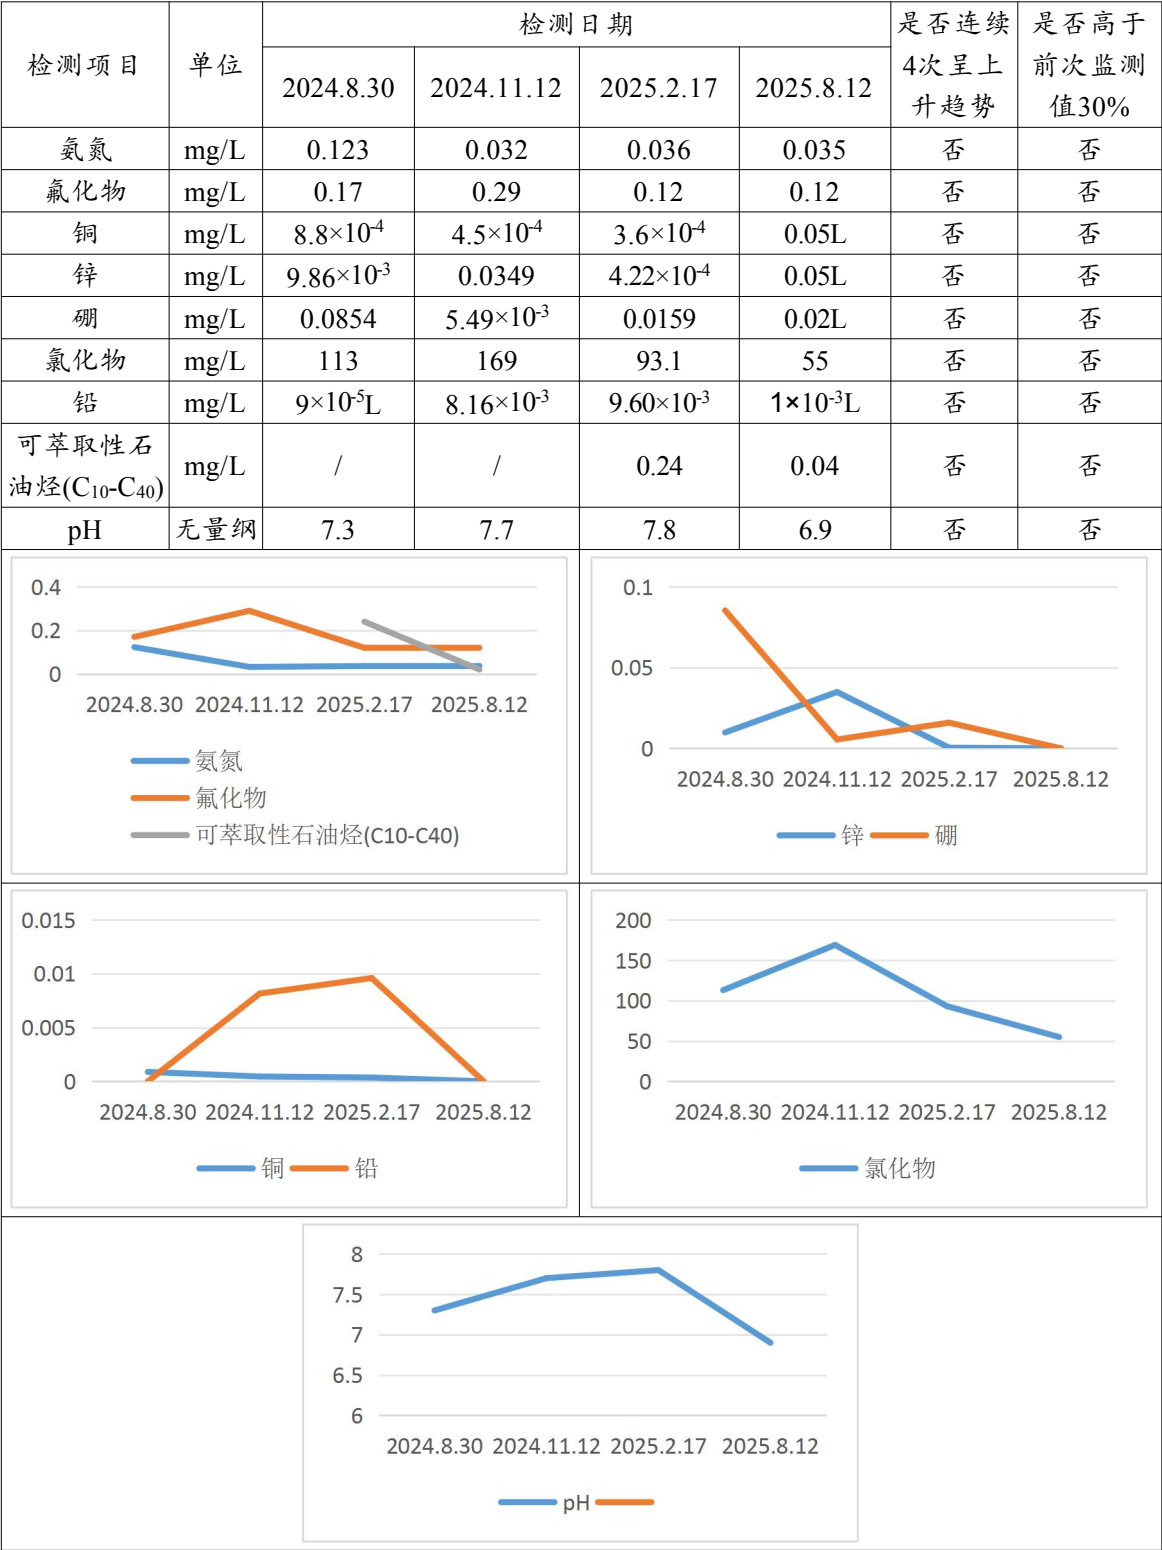 检测项目 单位 检测日期 是否连续4次呈上升趋势 是否高于前次监测值30%
2024.8.30 2024.11.12 2025.2.17 2025.8.12
氨氮 mg/L 0.123 0.032 0.036 0.035 否 否
氟化物 mg/L 0.17 0.29 0.12 0.12 否 否
铜 mg/L 8.8×10⁻⁴ 4.5×10⁻⁴ 3.6×10⁻⁴ 0.05L 否 否
锌 mg/L 9.86×10⁻³ 0.0349 4.22×10⁻⁴ 0.05L 否 否
硼 mg/L 0.0854 5.49×10⁻³ 0.0159 0.02L 否 否
氯化物 mg/L 113 169 93.1 55 否 否
铅 mg/L 9×10⁻⁵L 8.16×10⁻³ 9.60×10⁻³ 1×10⁻³L 否 否
可萃取性石油烃(C₁₀-C₄₀) mg/L / / 0.24 0.04 否 否
pH 无量纲 7.3 7.7 7.8 6.9 否 否
0.4
0.2
0
2024.8.30 2024.11.12 2025.2.17 2025.8.12
氨氮
氟化物
可萃取性石油烃(C10-C40)
0.1
0.05
0
2024.8.30 2024.11.12 2025.2.17 2025.8.12
锌 硼
0.015
0.01
0.005
0
2024.8.30 2024.11.12 2025.2.17 2025.8.12
铜 铅
200
150
100
50
0
2024.8.30 2024.11.12 2025.2.17 2025.8.12
氯化物
8
7.5
7
6.5
6
2024.8.30 2024.11.12 2025.2.17 2025.8.12
pH